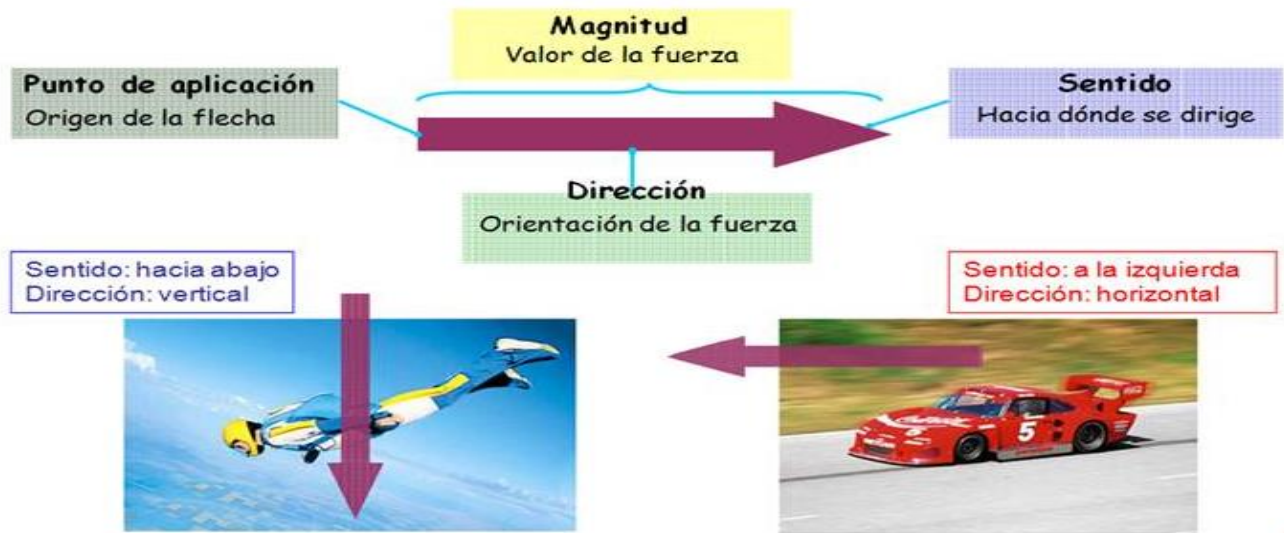 Magnitud
Valor de la fuerza
Punto de aplicación
Origen de la flecha
Sentido
Hacia dónde se dirige
Dirección
Orientación de la fuerza
Sentido: hacia abajo
Dirección: vertical
Sentido: a la izquierda
Dirección: horizontal
5